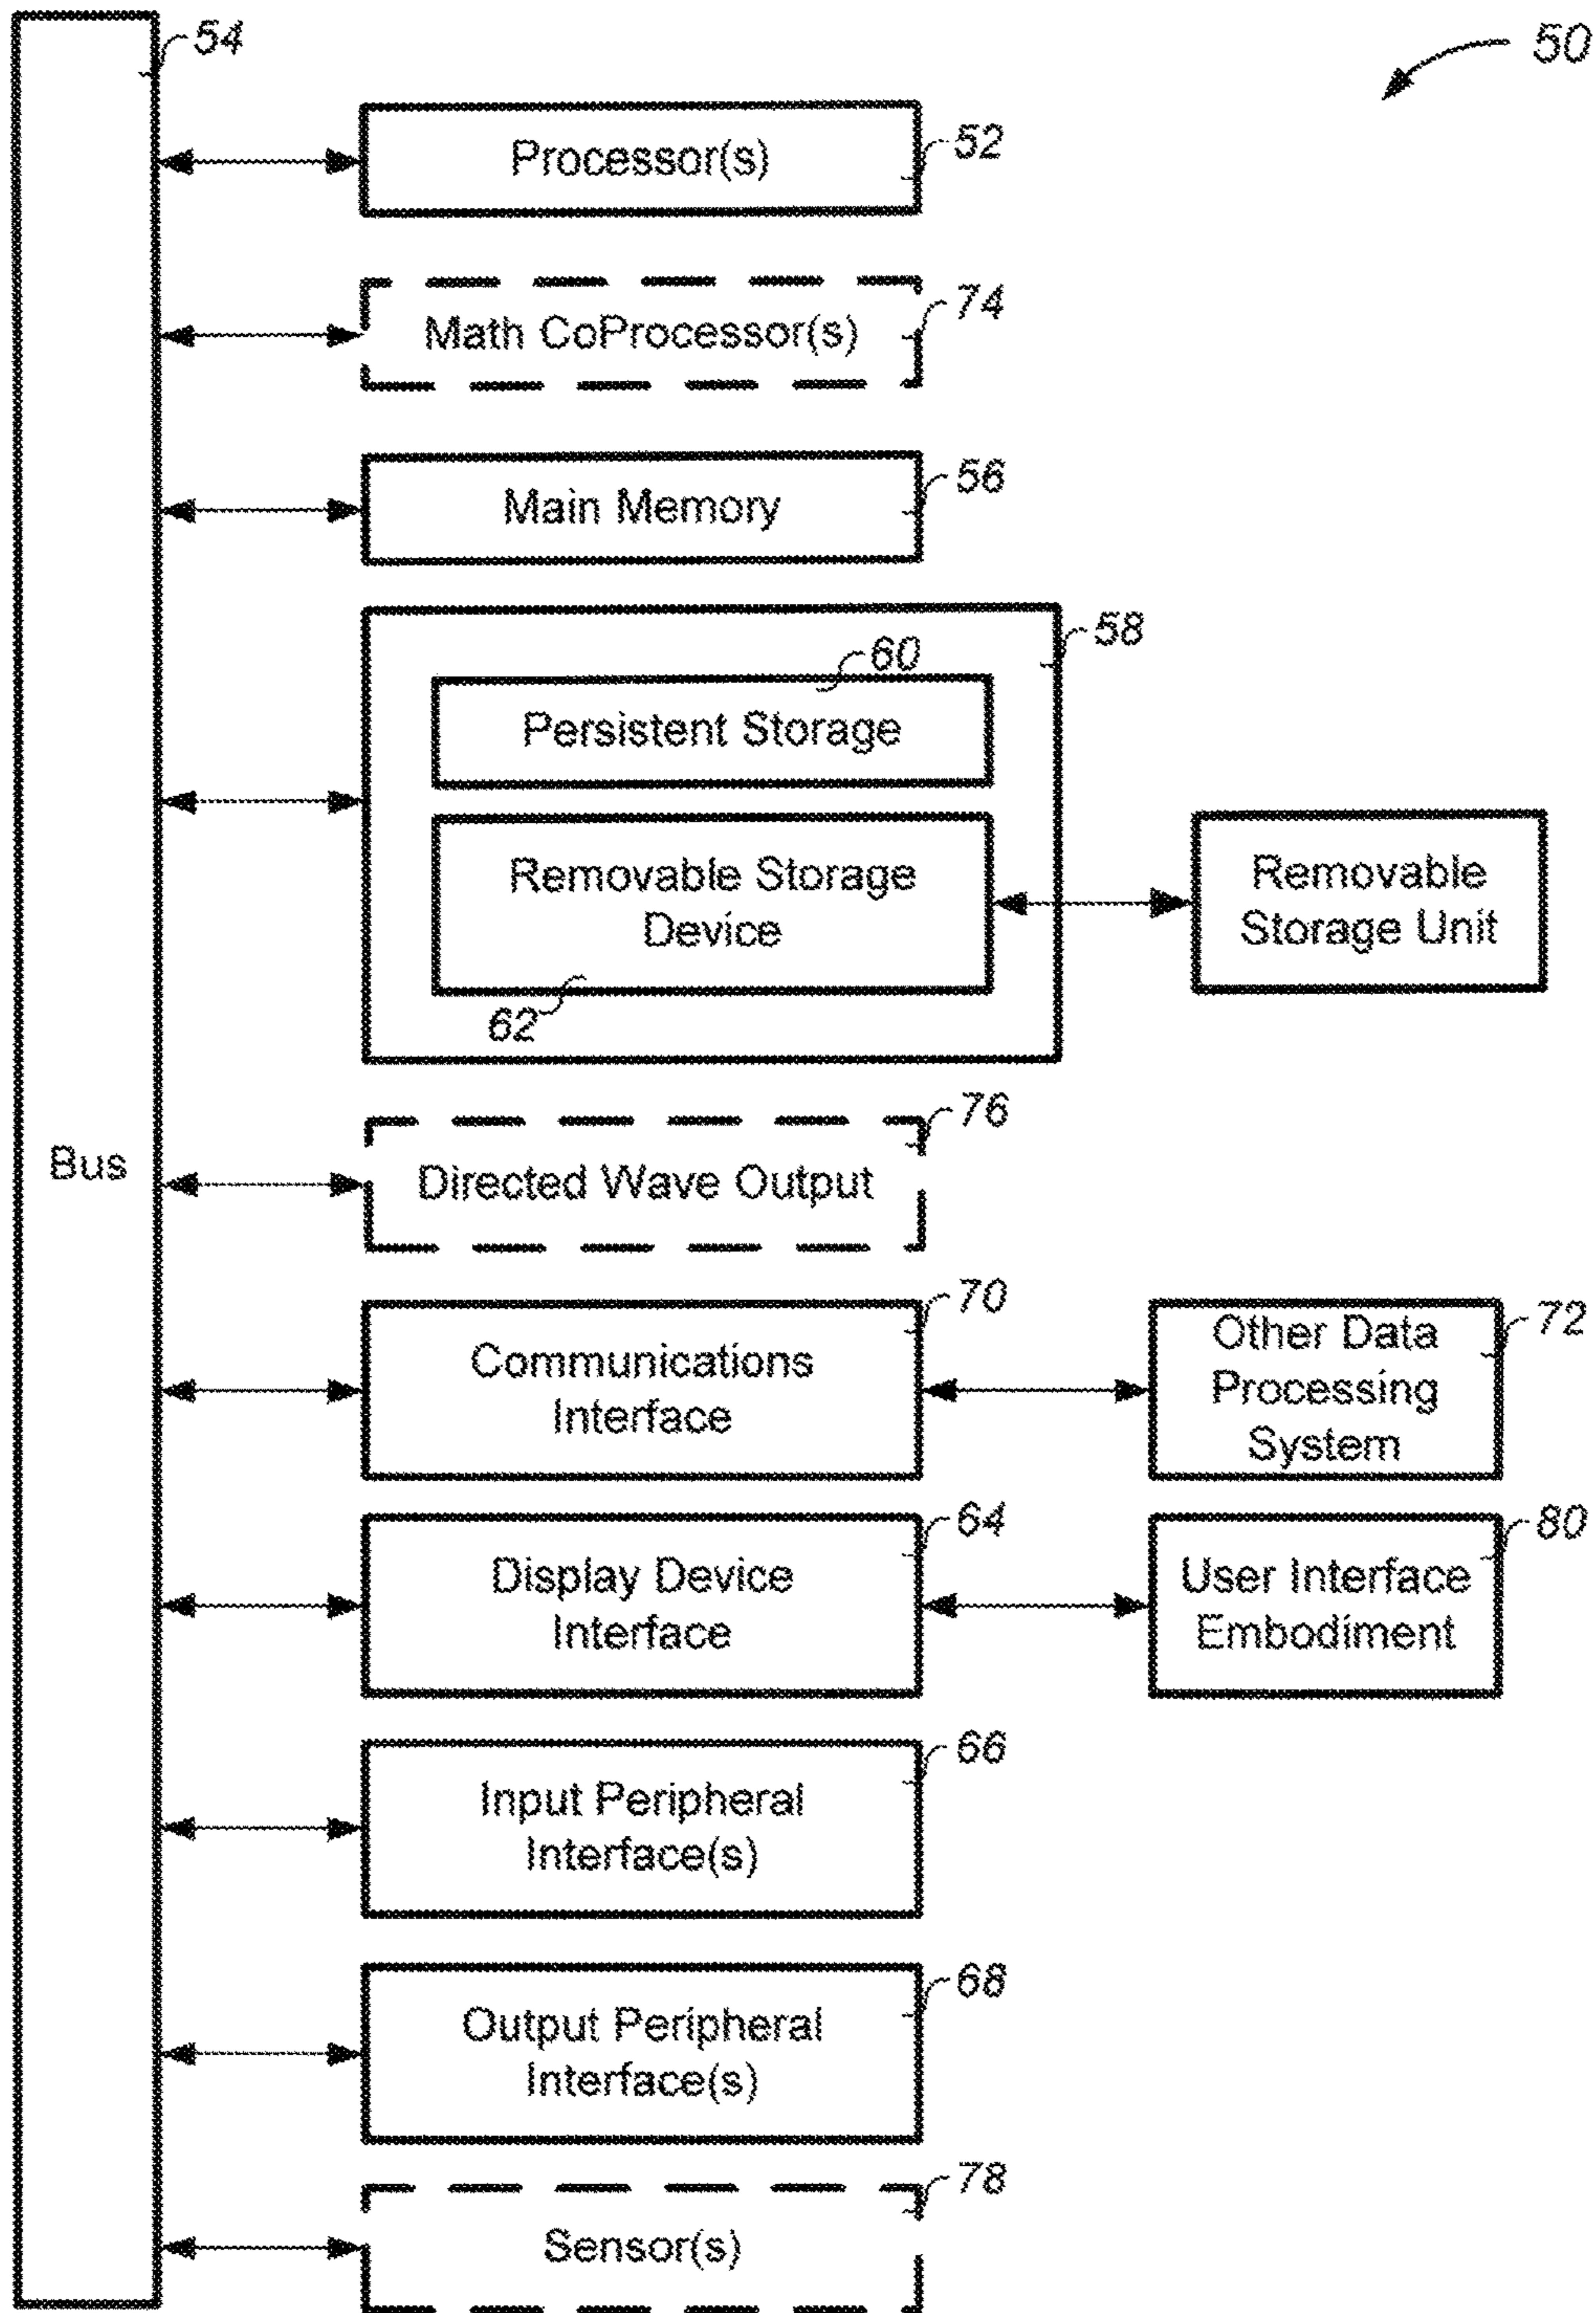 54
50
Processor(s)
52
Math CoProcessor(s)
74
Main Memory
56
58
60
Persistent Storage
Removable Storage
Device
62
Removable
Storage Unit
Bus
76
Directed Wave Output
70
Communications
Interface
Other Data
Processing
System
72
64
Display Device
Interface
User Interface
Embodiment
80
66
Input Peripheral
Interface(s)
68
Output Peripheral
Interface(s)
78
Sensor(s)